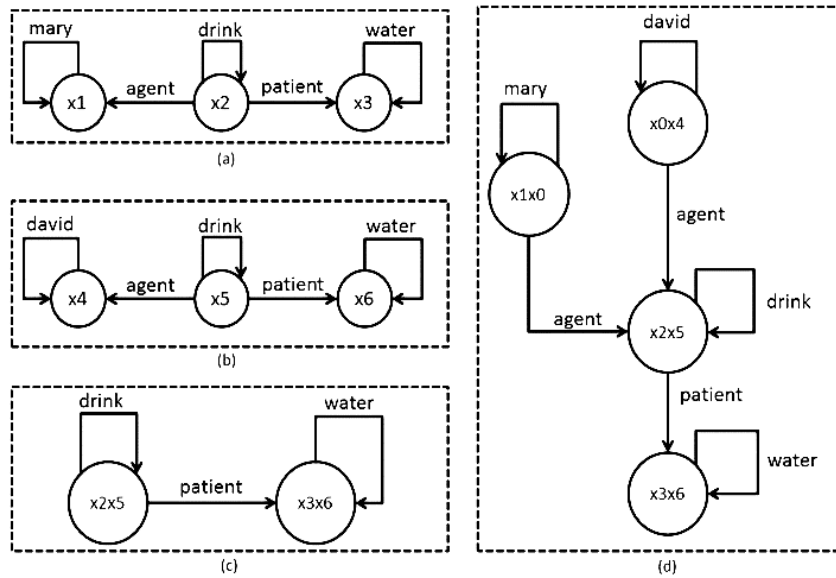 mary drink water
x1 agent x2 patient x3
(a)
david drink water
x4 agent x5 patient x6
(b)
drink water
x2x5 patient x3x6
(c)
david
mary
x0x4
x1x0
agent
drink
agent x2x5
patient
water
x3x6
(d)